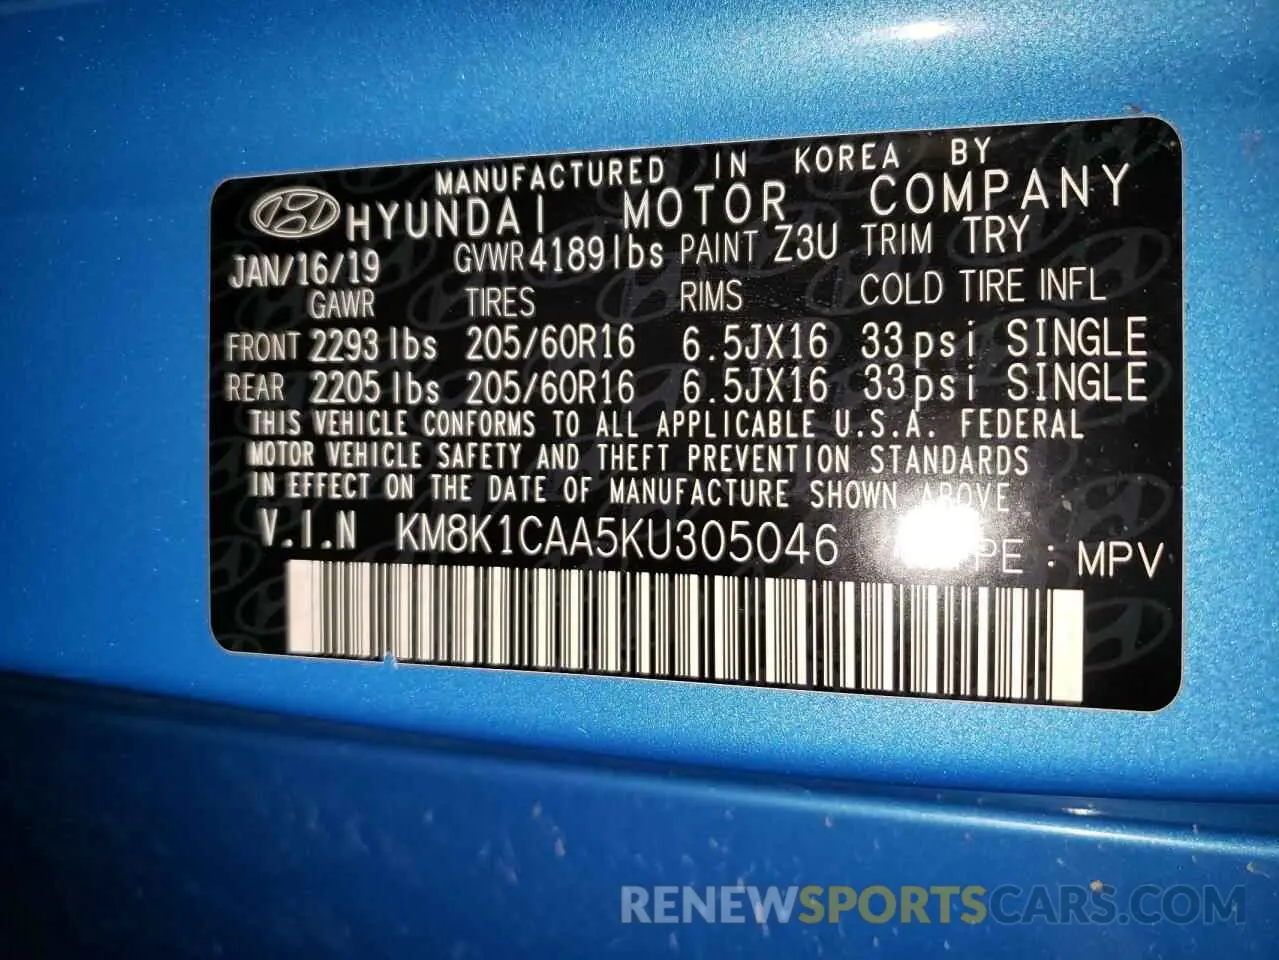 MANUFACTURED IN KOREA BY
HYUNDAI MOTOR COMPANY
JAN/16/19 GVWR 4189 lbs PAINT Z3U TRIM TRY
GAWR TIRES RIMS COLD TIRE INFL
FRONT 2293 lbs 205/60R16 6.5JX16 33 psi SINGLE
REAR 2205 lbs 205/60R16 6.5JX16 33 psi SINGLE
THIS VEHICLE CONFORMS TO ALL APPLICABLE U.S.A. FEDERAL
MOTOR VEHICLE SAFETY AND THEFT PREVENTION STANDARDS
IN EFFECT ON THE DATE OF MANUFACTURE SHOWN ABOVE
V.I.N KM8K1CAA5KU305046 : MPV
RENEWSPORTSCARS.COM